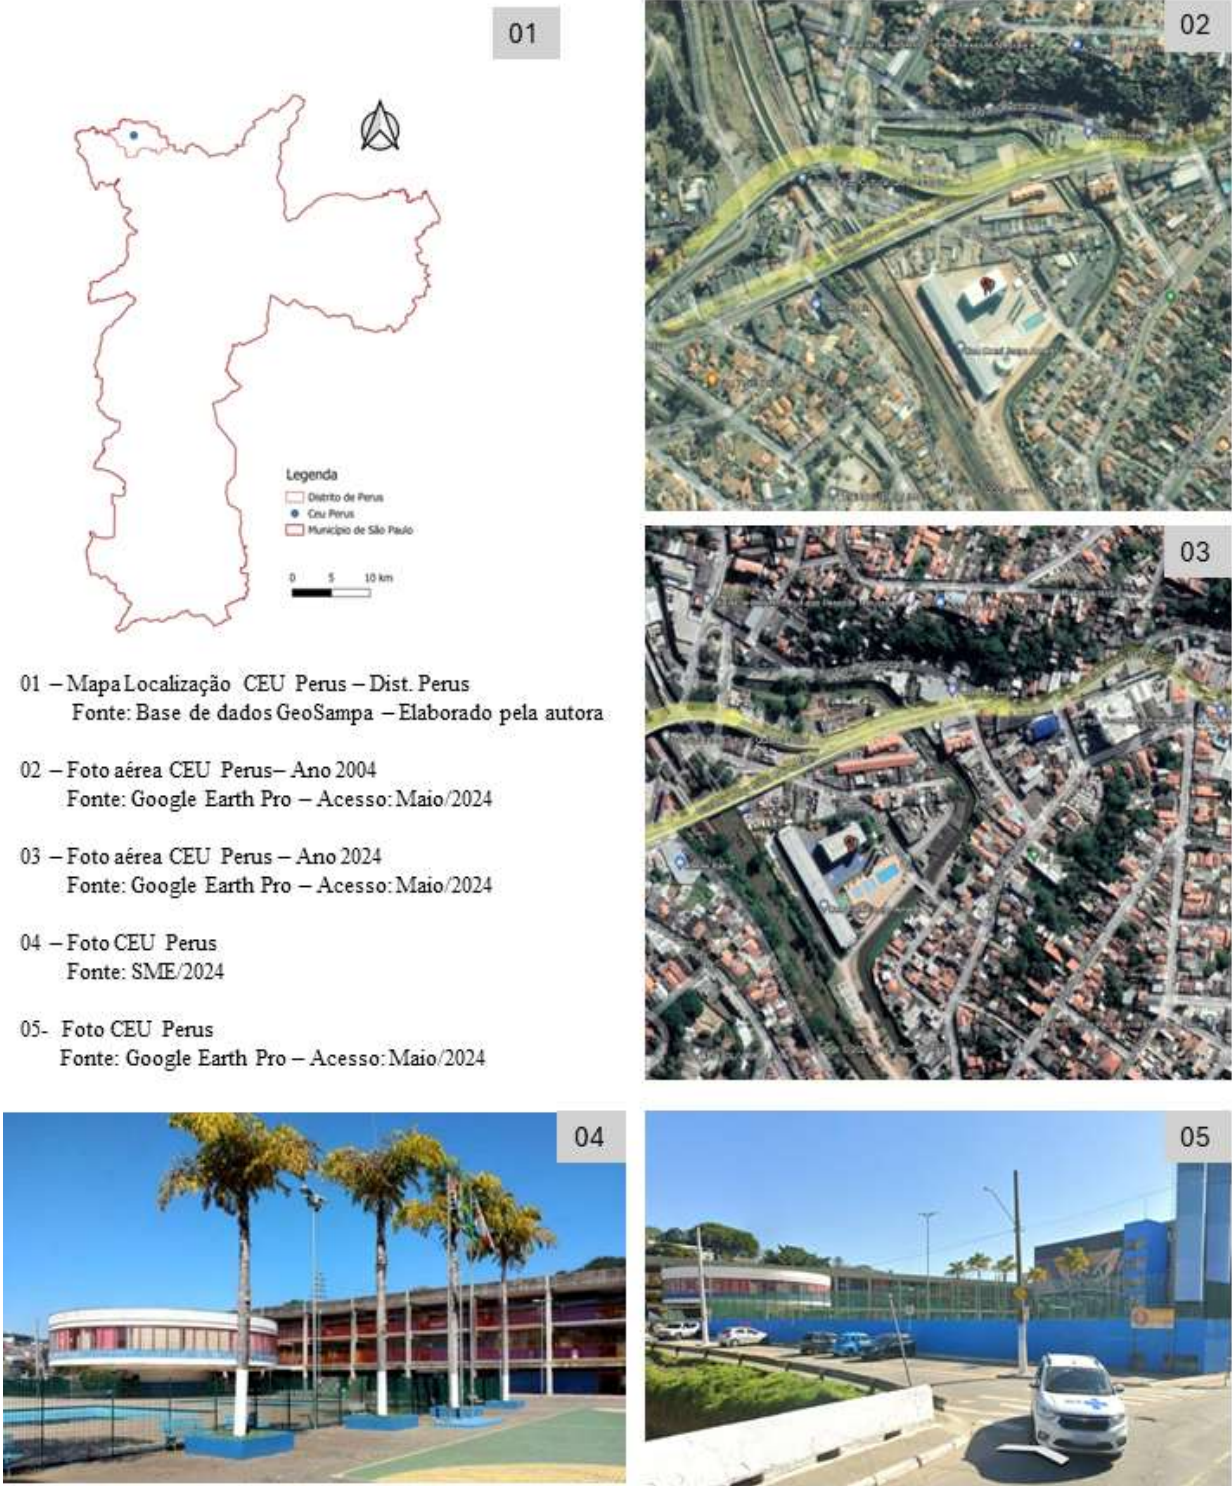 01
Legenda
Distrito de Perus
Ceu Perus
Município de São Paulo
0 5 10 km
01 – Mapa Localização CEU Perus – Dist. Perus
Fonte: Base de dados GeoSampa – Elaborado pela autora
02 – Foto aérea CEU Perus– Ano 2004
Fonte: Google Earth Pro – Acesso: Maio/2024
03 – Foto aérea CEU Perus – Ano 2024
Fonte: Google Earth Pro – Acesso: Maio/2024
04 – Foto CEU Perus
Fonte: SME/2024
05- Foto CEU Perus
Fonte: Google Earth Pro – Acesso: Maio/2024
02
03
04
05